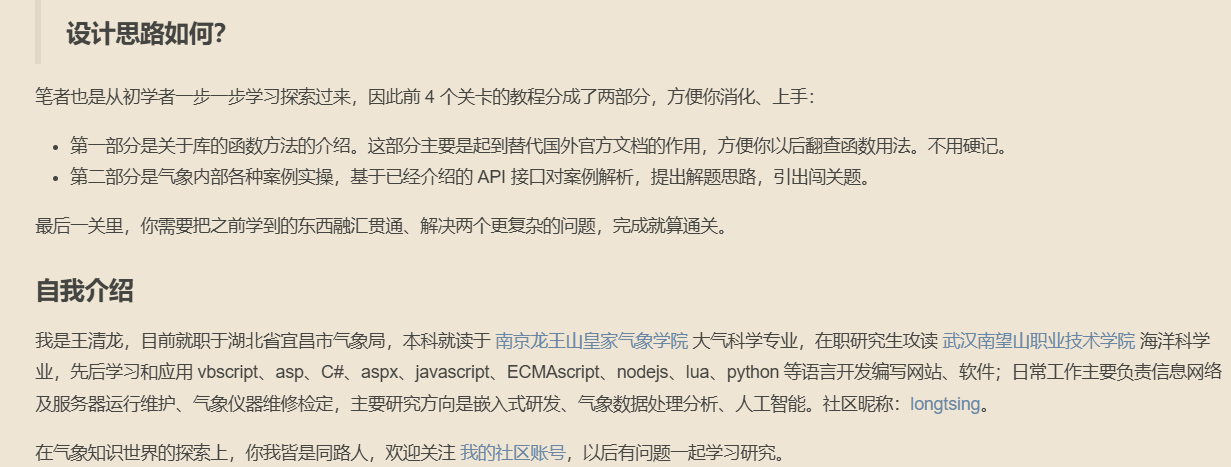 设计思路如何？
笔者也是从初学者一步一步学习探索过来，因此前 4 个关卡的教程分成了两部分，方便你消化、上手：
• 第一部分是关于库的函数方法的介绍。这部分主要是起到替代国外官方文档的作用，方便你以后翻查函数用法。不用硬记。
• 第二部分是气象内部各种案例实操，基于已经介绍的 API 接口对案例解析，提出解题思路，引出闯关题。
最后一关里，你需要把之前学到的东西融汇贯通、解决两个更复杂的问题，完成就算通关。
自我介绍
我是王清龙，目前就职于湖北省宜昌市气象局，本科就读于 南京龙王山皇家气象学院 大气科学专业，在职研究生攻读 武汉南望山职业技术学院 海洋科学
业，先后学习和应用 vbscript、asp、C#、aspx、javascript、ECMAscript、nodejs、lua、python 等语言开发编写网站、软件；日常工作主要负责信息网络
及服务器运行维护、气象仪器维修检定，主要研究方向是嵌入式研发、气象数据处理分析、人工智能。社区昵称：longtsing。
在气象知识世界的探索上，你我皆是同路人，欢迎关注 我的社区账号，以后有问题一起学习研究。